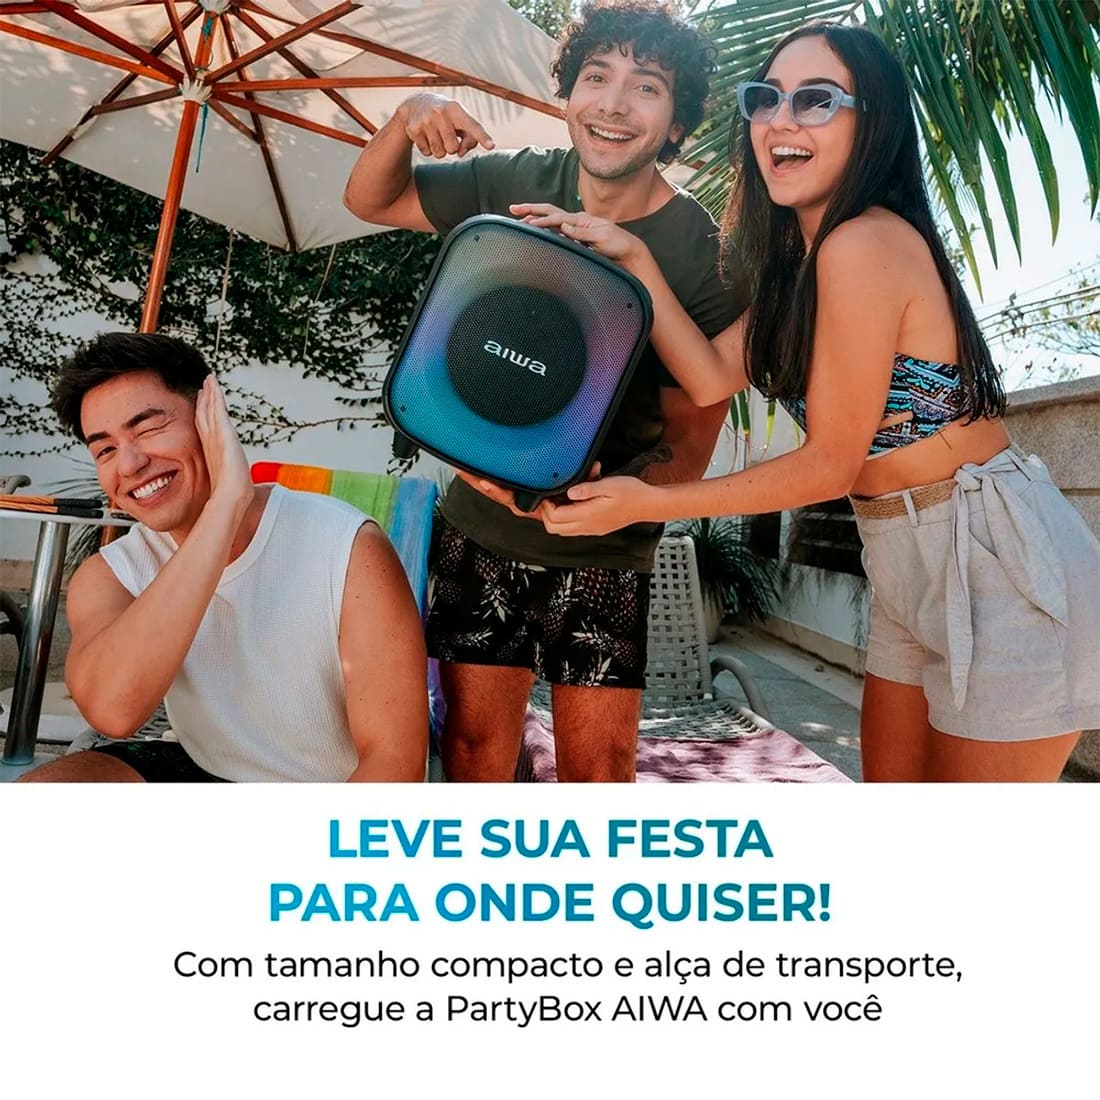 aiwa
LEVE SUA FESTA
PARA ONDE QUISER!
Com tamanho compacto e alça de transporte,
carregue a PartyBox AIWA com você